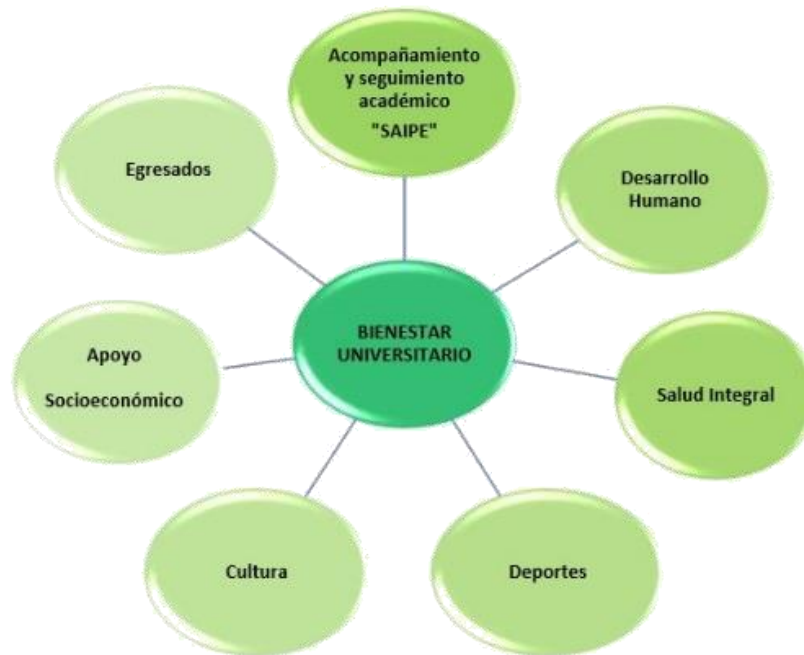 Acompañamiento
y seguimiento
académico
"SAIPE"
Desarrollo
Humano
Salud Integral
Deportes
Cultura
Apoyo
Socioeconómico
Egresados
BIENESTAR
UNIVERSITARIO